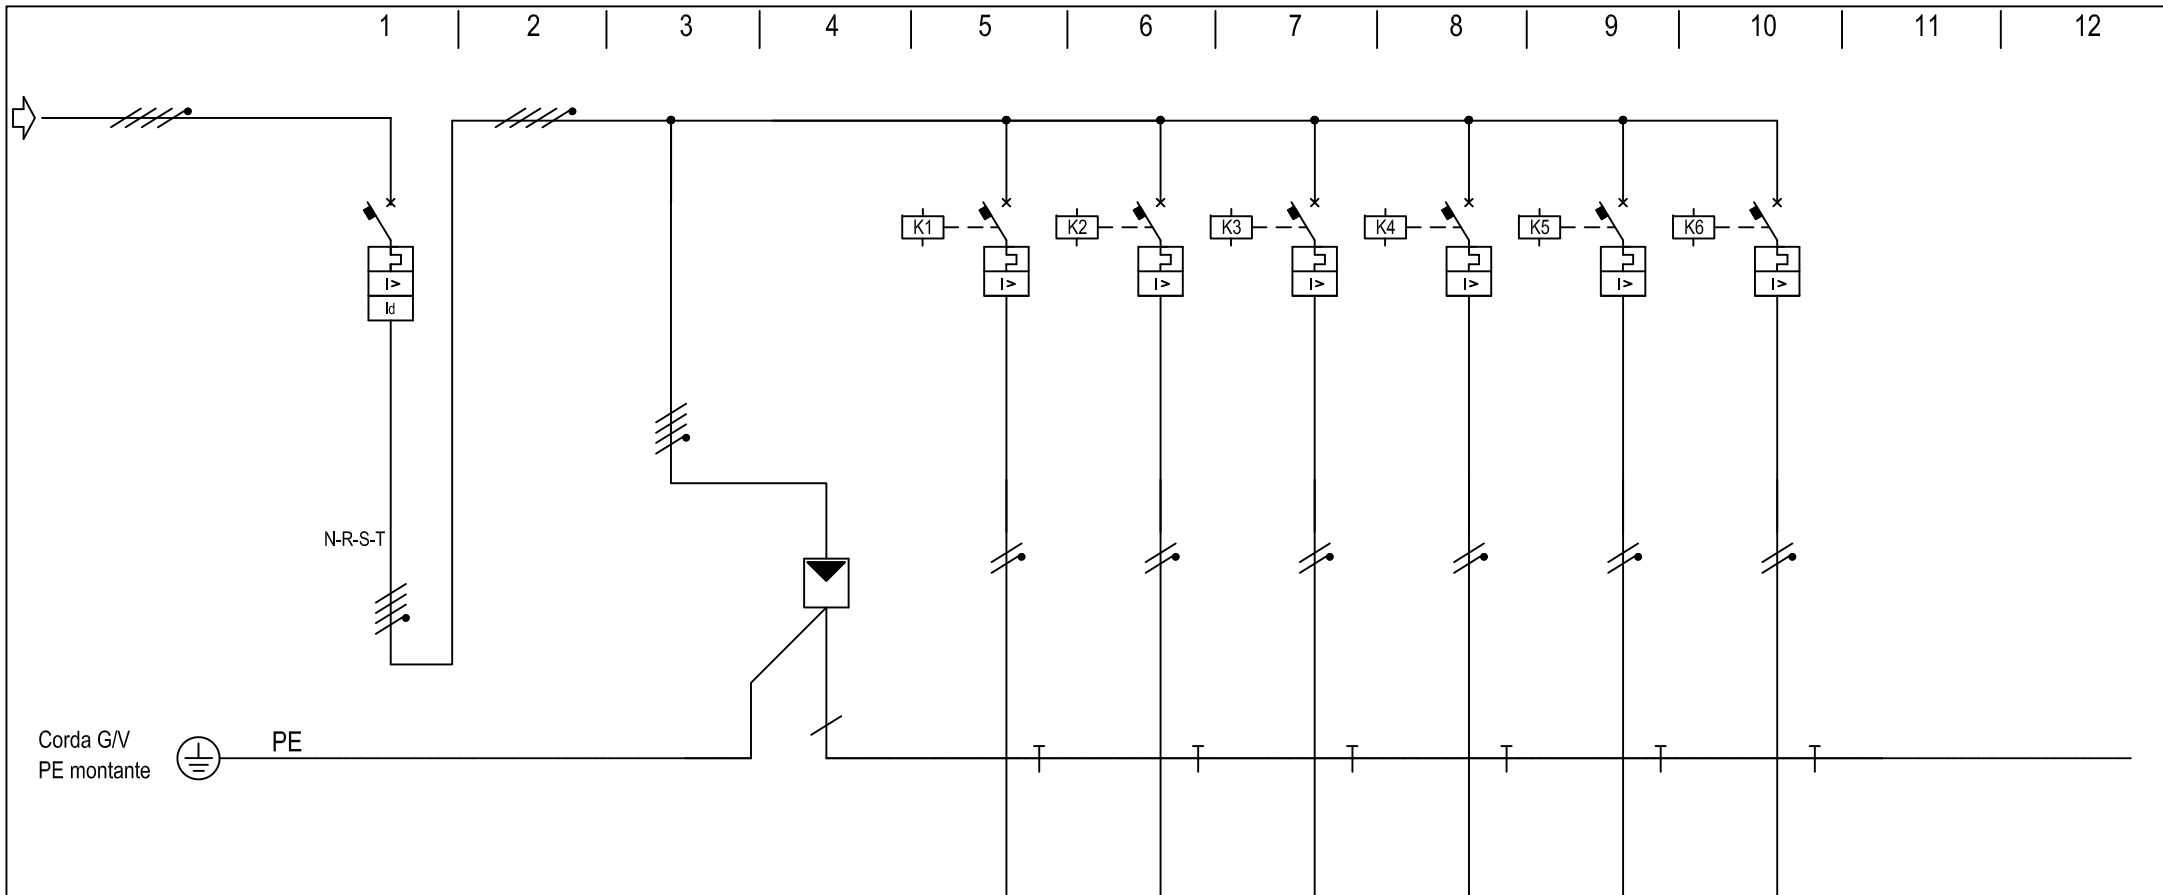 1 2 3 4 5 6 7 8 9 10 11 12
K1 K2 K3 K4 K5 K6
I> I> I> I> I> I> I>
Id
N-R-S-T
Corda G/V
PE montante
PE